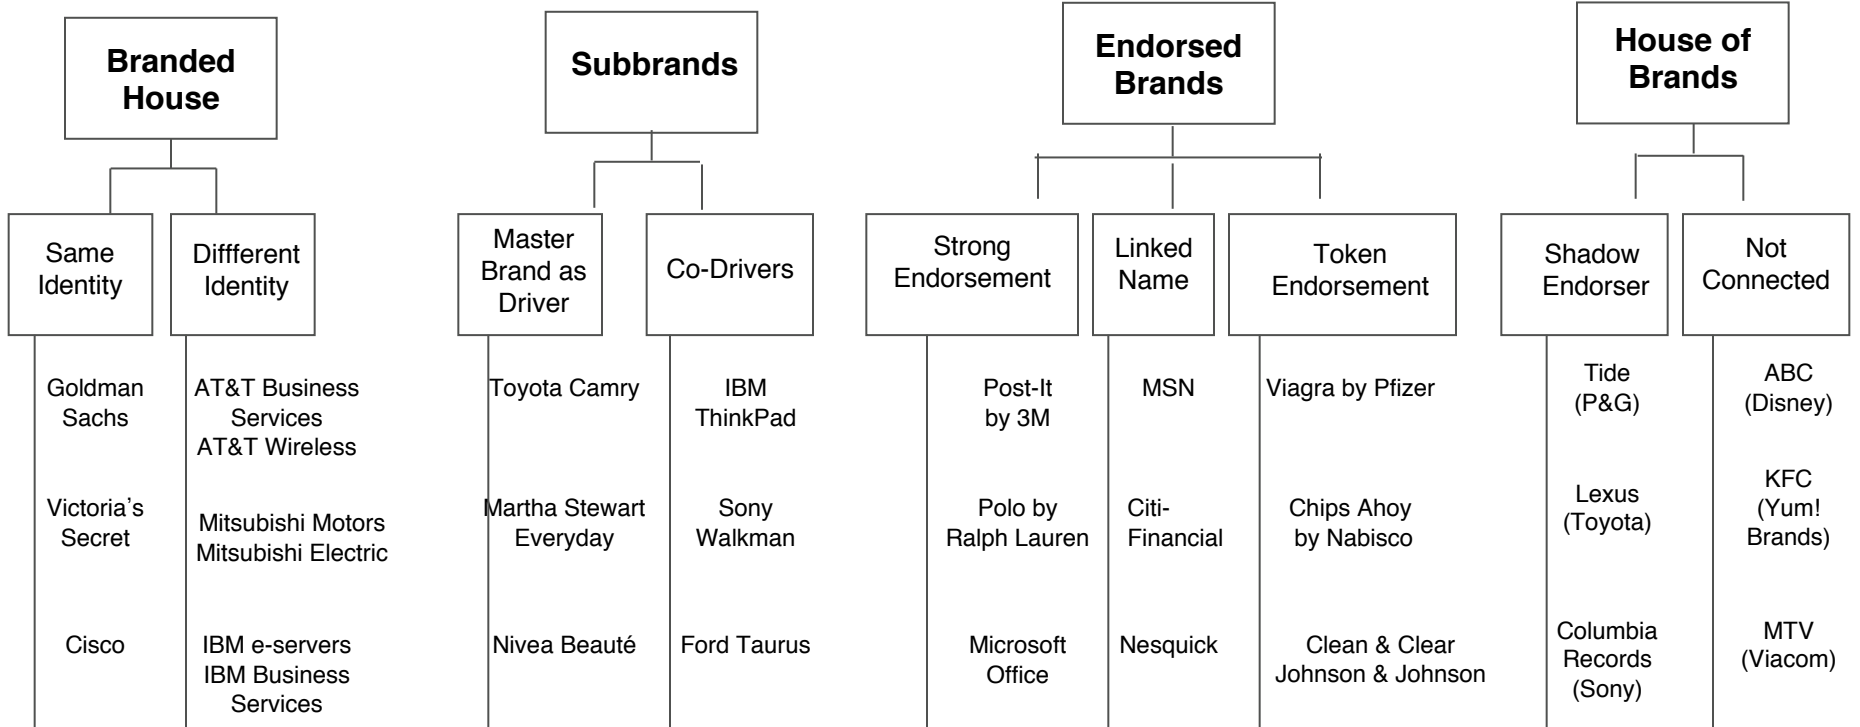 Branded
House
Subbrands
Endorsed
Brands
House of
Brands
Same
Identity
Diffferent
Identity
Master
Brand as
Driver
Co-Drivers
Strong
Endorsement
Linked
Name
Token
Endorsement
Shadow
Endorser
Not
Connected
Goldman
Sachs
Victoria’s
Secret
Cisco
AT&T Business
Services
AT&T Wireless
Mitsubishi Motors
Mitsubishi Electric
IBM e-servers
IBM Business
Services
Toyota Camry
Martha Stewart
Everyday
Nivea Beauté
IBM
ThinkPad
Sony
Walkman
Ford Taurus
Post-It
by 3M
Polo by
Ralph Lauren
Microsoft
Office
MSN
Citi-
Financial
Nesquick
Viagra by Pfizer
Chips Ahoy
by Nabisco
Clean & Clear
Johnson & Johnson
Tide
(P&G)
Lexus
(Toyota)
Columbia
Records
(Sony)
ABC
(Disney)
KFC
(Yum!
Brands)
MTV
(Viacom)